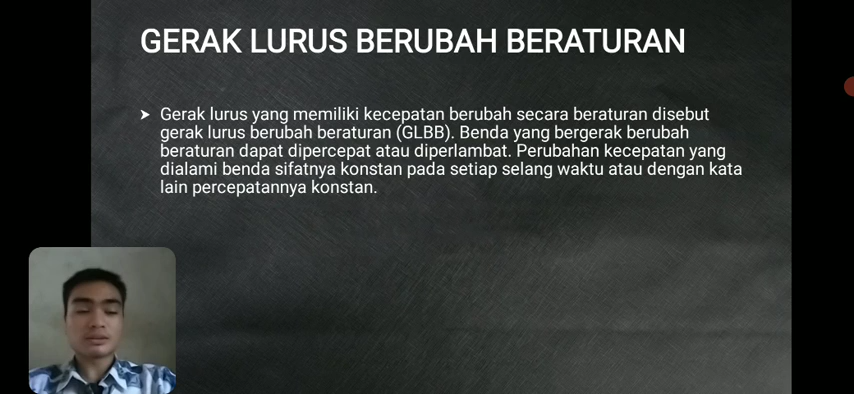 GERAK LURUS BERUBAH BERATURAN
Gerak lurus yang memiliki kecepatan berubah secara beraturan disebut
gerak lurus berubah beraturan (GLBB). Benda yang bergerak berubah
beraturan dapat dipercepat atau diperlambat. Perubahan kecepatan yang
dialami benda sifatnya konstan pada setiap selang waktu atau dengan kata
lain percepatannya konstan.